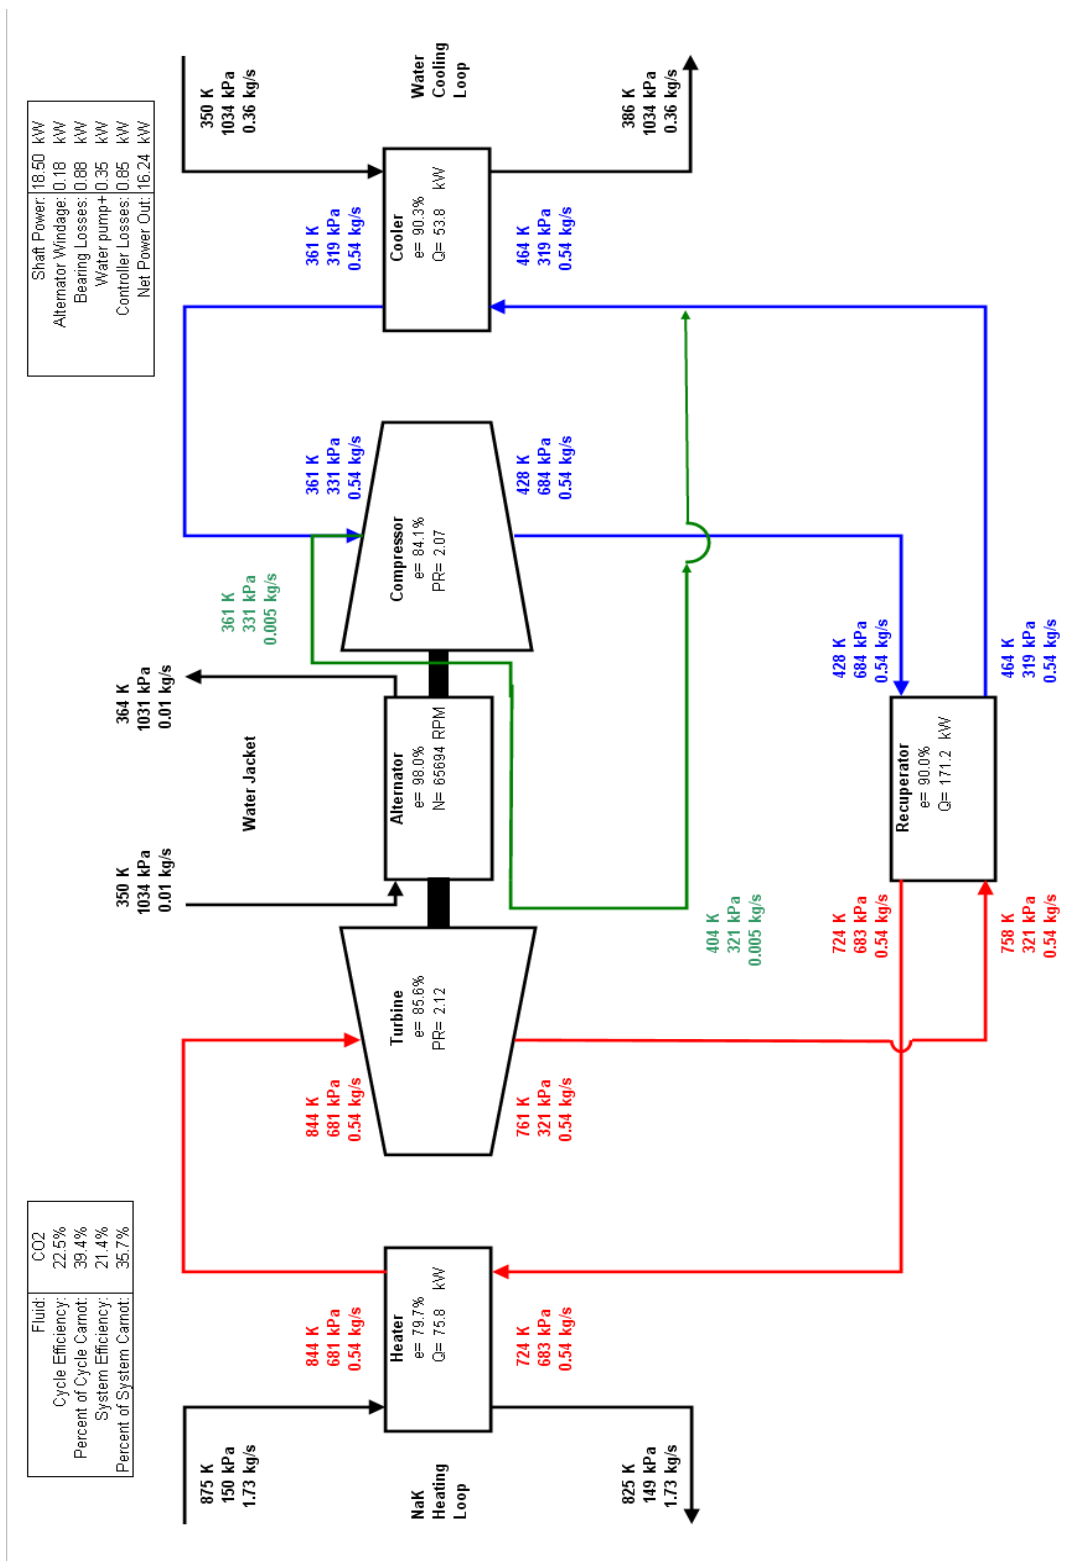 Fluid: CO2
Cycle Efficiency: 22.5%
Percent of Cycle Carnot: 39.4%
System Efficiency: 21.4%
Percent of System Carnot: 35.7%
Shaft Power: 18.50 kW
Alternator Windage: 0.18 kW
Bearing Losses: 0.88 kW
Water pump+ 0.35 kW
Controller Losses: 0.85 kW
Net Power Out: 16.24 kW
875 K
150 kPa
1.73 kg/s
NaK
Heating
Loop
825 K
149 kPa
1.73 kg/s
844 K
681 kPa
0.54 kg/s
Heater
e= 79.7%
Q= 75.8 kW
724 K
683 kPa
0.54 kg/s
844 K
681 kPa
0.54 kg/s
Turbine
e= 85.6%
PR= 2.12
761 K
321 kPa
0.54 kg/s
350 K
1034 kPa
0.01 kg/s
Water Jacket
364 K
1031 kPa
0.01 kg/s
Alternator
e= 98.0%
N= 65694 RPM
361 K
331 kPa
0.005 kg/s
404 K
321 kPa
0.005 kg/s
361 K
331 kPa
0.54 kg/s
Compressor
e= 84.1%
PR= 2.07
428 K
684 kPa
0.54 kg/s
361 K
319 kPa
0.54 kg/s
Cooler
e= 90.3%
Q= 53.8 kW
464 K
319 kPa
0.54 kg/s
350 K
1034 kPa
0.36 kg/s
Water
Cooling
Loop
386 K
1034 kPa
0.36 kg/s
724 K
683 kPa
0.54 kg/s
758 K
321 kPa
0.54 kg/s
Recuperator
e= 90.0%
Q= 171.2 kW
428 K
684 kPa
0.54 kg/s
464 K
319 kPa
0.54 kg/s